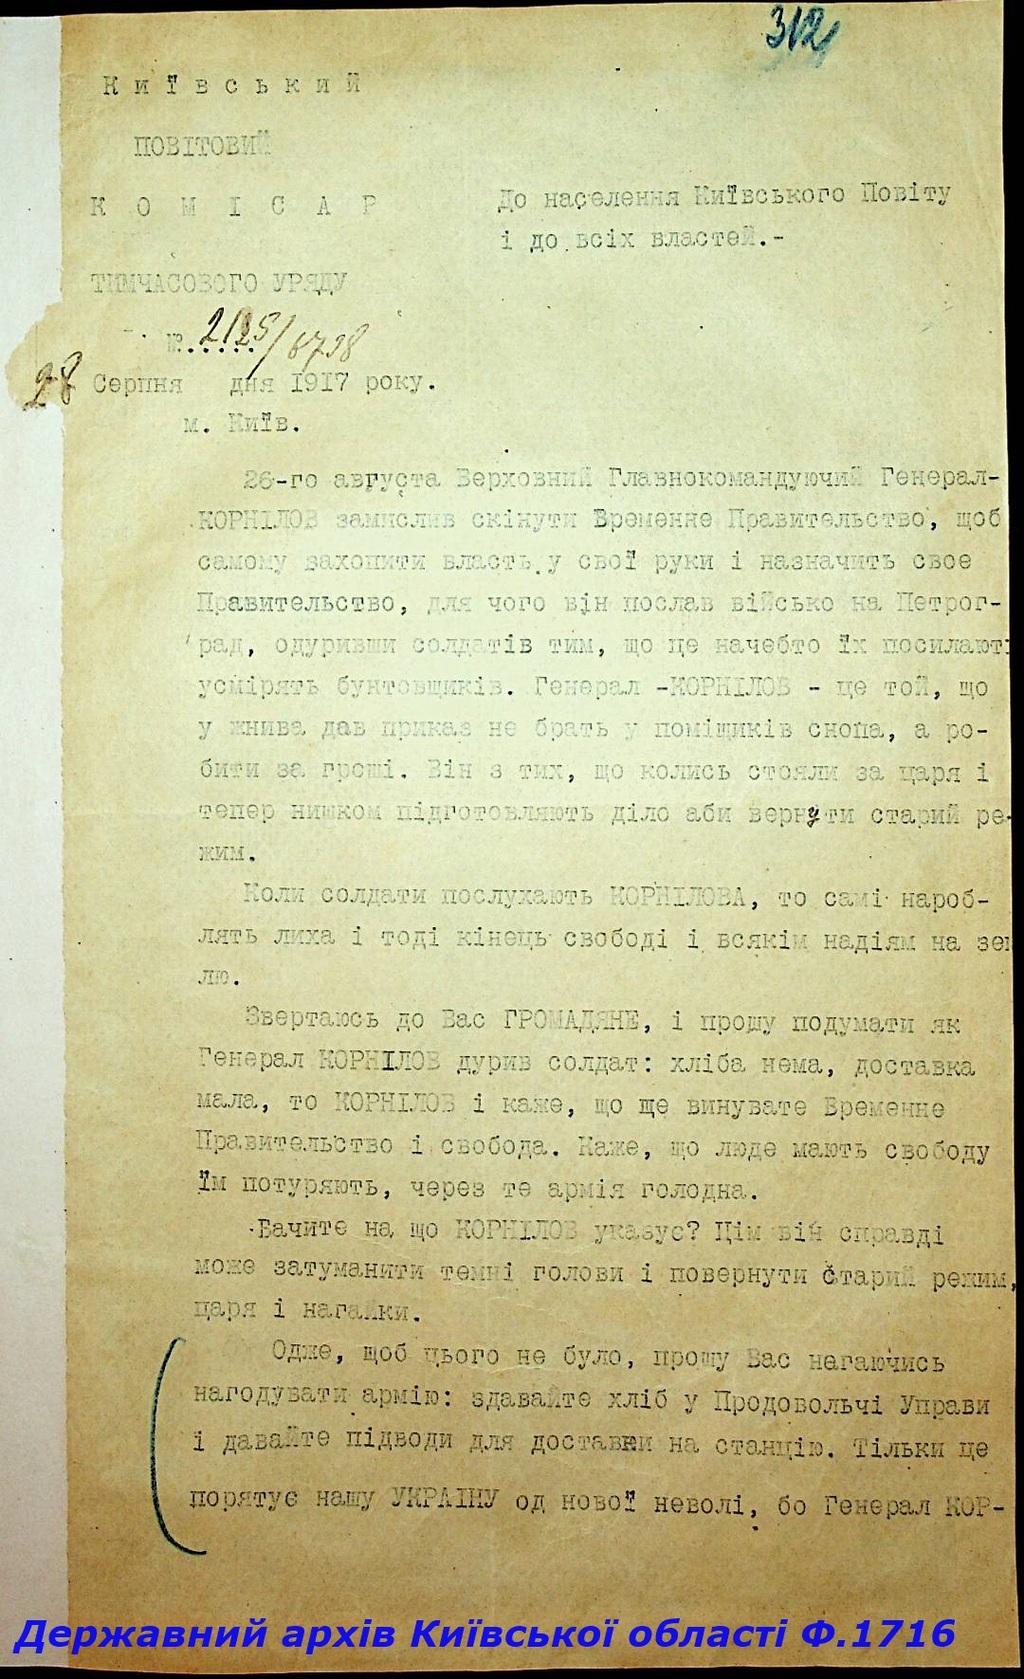 312
Київський
ПОВІТОВИЙ
КОМІСАР
ТИМЧАСОВОГО УРЯДУ
№ 2125/6738
28 Серпня дня 1917 року.
м. Київ.
До населення Київського Повіту
і до всіх властей.-
26-го августа Верховний Главнокомандуючий Генерал-
КОРНІЛОВ замислив скінути Временне Правительство, щоб
самому захопити власть у свої руки і назначить свое
Правительство, для чого він послав військо на Петрог-
рад, одуривши солдатів тим, що це начебто їх посилають
усмірять бунтовщиків. Генерал -КОРНІЛОВ - це той, що
у жнива дав приказ не брать у поміщиків снопа, а ро-
бити за гроші. Він з тих, що колись стояли за царя і
тепер нишком підготовляють діло аби вернути старий ре-
жим.
Коли солдати послухають КОРНІЛОВА, то самі нароб-
лять лиха і тоді кінець свободі і всякім надіям на зем
лю.
Звертаюсь до Вас ГРОМАДЯНЕ, і прошу подумати як
Генерал КОРНІЛОВ дурив солдат: хліба нема, доставка
мала, то КОРНІЛОВ і каже, що ще винувате Временне
Правительство і свобода. Каже, що люде мають свободу
Їм потуряють, через те армія голодна.
Бачите на що КОРНІЛОВ указує? Цім він справді
може затуманити темні голови і повернути старий режим,
царя і нагайки.
Одже, щоб цього не було, прошу Вас негаючись
нагодувати армію: здавайте хліб у Продовольчі Управи
і давайте підводи для доставки на станцію. Тільки це
порятує нашу УКРАІНУ од нової неволі, бо Генерал КОР-
Державний архів Київської області Ф.1716